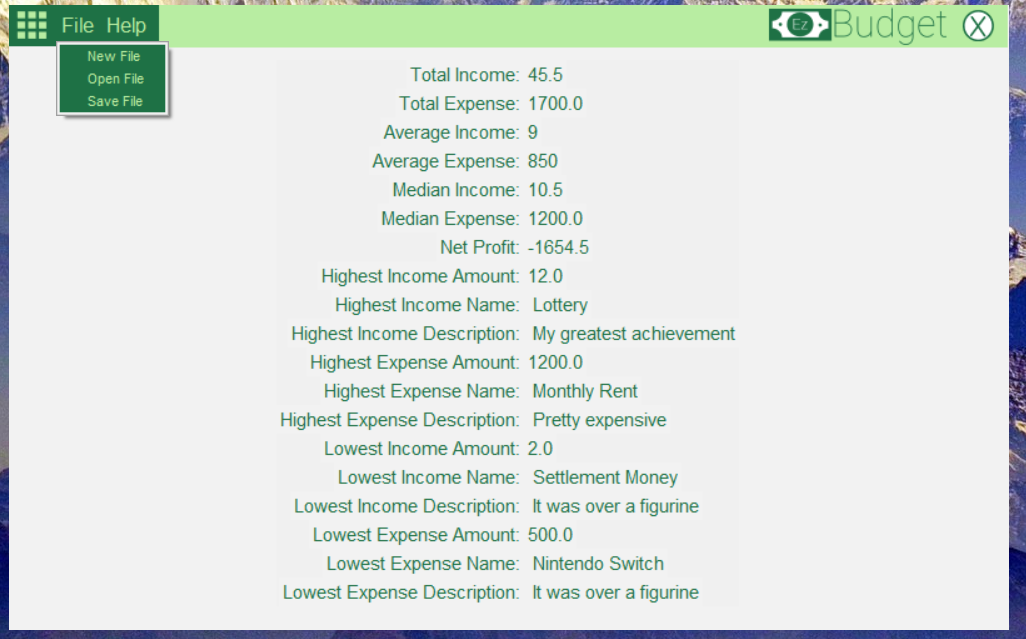 File Help
Ez Budget X
New File
Open File
Save File
Total Income: 45.5
Total Expense: 1700.0
Average Income: 9
Average Expense: 850
Median Income: 10.5
Median Expense: 1200.0
Net Profit: -1654.5
Highest Income Amount: 12.0
Highest Income Name: Lottery
Highest Income Description: My greatest achievement
Highest Expense Amount: 1200.0
Highest Expense Name: Monthly Rent
Highest Expense Description: Pretty expensive
Lowest Income Amount: 2.0
Lowest Income Name: Settlement Money
Lowest Income Description: It was over a figurine
Lowest Expense Amount: 500.0
Lowest Expense Name: Nintendo Switch
Lowest Expense Description: It was over a figurine